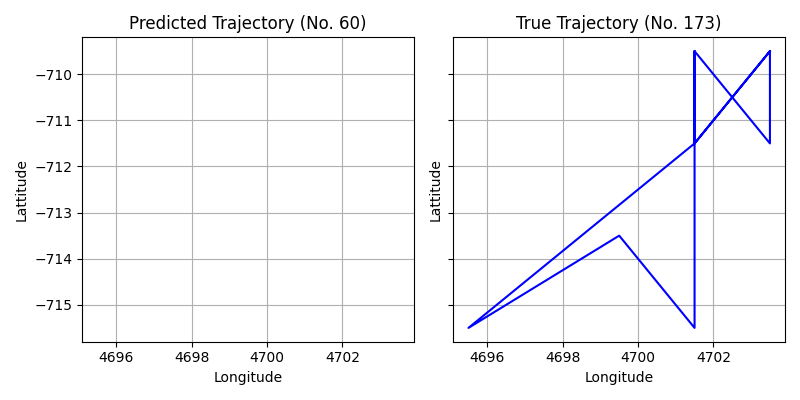 Predicted Trajectory (No. 60)
True Trajectory (No. 173)
Lattitude
−710
−711
−712
−713
−714
−715
4696
4698
4700
4702
Longitude
Lattitude
4696
4698
4700
4702
Longitude